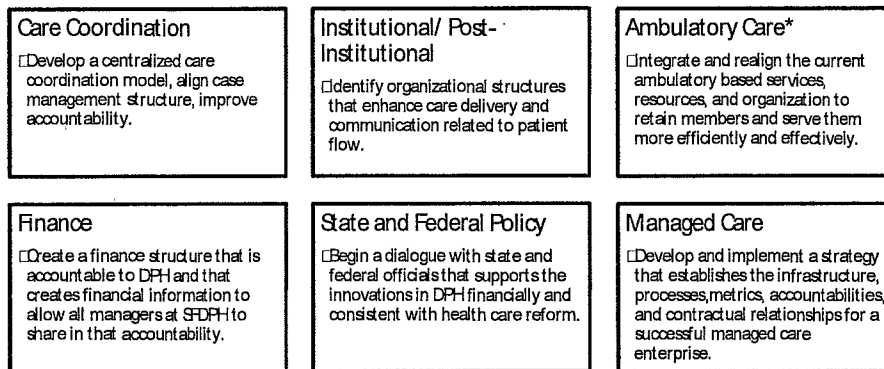 Care Coordination
□Develop a centralized care
coordination model, align case
management structure, improve
accountability.
Institutional/ Post-
Institutional
□Identify organizational structures
that enhance care delivery and
communication related to patient
flow.
Ambulatory Care*
□Integrate and realign the current
ambulatory based services,
resources, and organization to
retain members and serve them
more efficiently and effectively.
Finance
□Create a finance structure that is
accountable to DPH and that
creates financial information to
allow all managers at SFDPH to
share in that accountability.
State and Federal Policy
□Begin a dialogue with state and
federal officials that supports the
innovations in DPH financially and
consistent with health care reform.
Managed Care
□Develop and implement a strategy
that establishes the infrastructure,
processes, metrics, accountabilities,
and contractual relationships for a
successful managed care
enterprise.